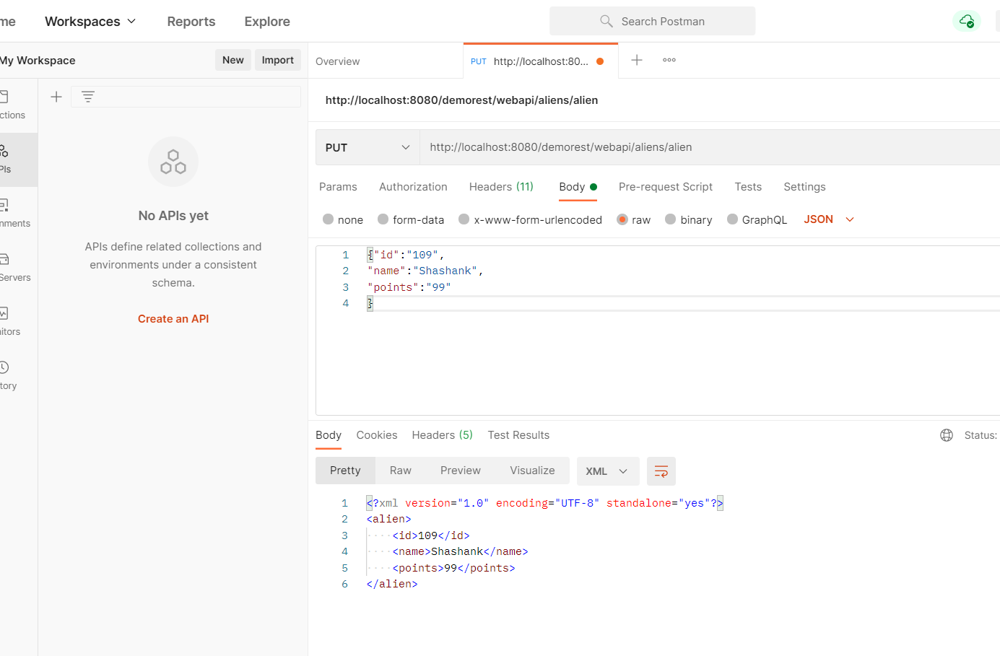 me Workspaces Reports Explore Search Postman
My Workspace New Import
Overview PUT http://localhost:80... ooo
http://localhost:8080/demorest/webapi/aliens/alien
ctions
PIs
nments
Servers
itors
tory
No APIs yet
APIs define related collections and
environments under a consistent
schema.
Create an API
PUT http://localhost:8080/demorest/webapi/aliens/alien
Params Authorization Headers (11) Body Pre-request Script Tests Settings
none form-data x-www-form-urlencoded raw binary GraphQL JSON
1 {"id":"109",
2 "name":"Shashank",
3 "points":"99"
4 }
Body Cookies Headers (5) Test Results Status:
Pretty Raw Preview Visualize XML
1 <?xml version="1.0" encoding="UTF-8" standalone="yes"?>
2 <alien>
3 <id>109</id>
4 <name>Shashank</name>
5 <points>99</points>
6 </alien>